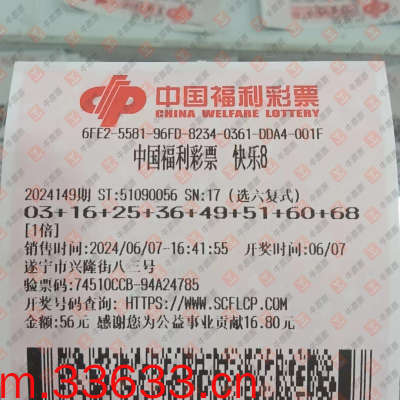 中国福利彩票
CHINA WELFARE LOTTERY
6FE2-5581-96FD-8234-0361-DDA4-001F
中国福利彩票 快乐8
2024149期 ST:51090056 SN:17 (选六复式)
03+16+25+36+49+51+60+68
[1倍]
销售时间:2024/06/07-16:41:55 开奖时间:06/07
遂宁市兴隆街八三号
验票码:74510CCB-94A24785
开奖号码查询: HTTPS://WWW.SCFLCP.COM
金额:56元 感谢您为公益事业贡献16.80元
m.33633.cn